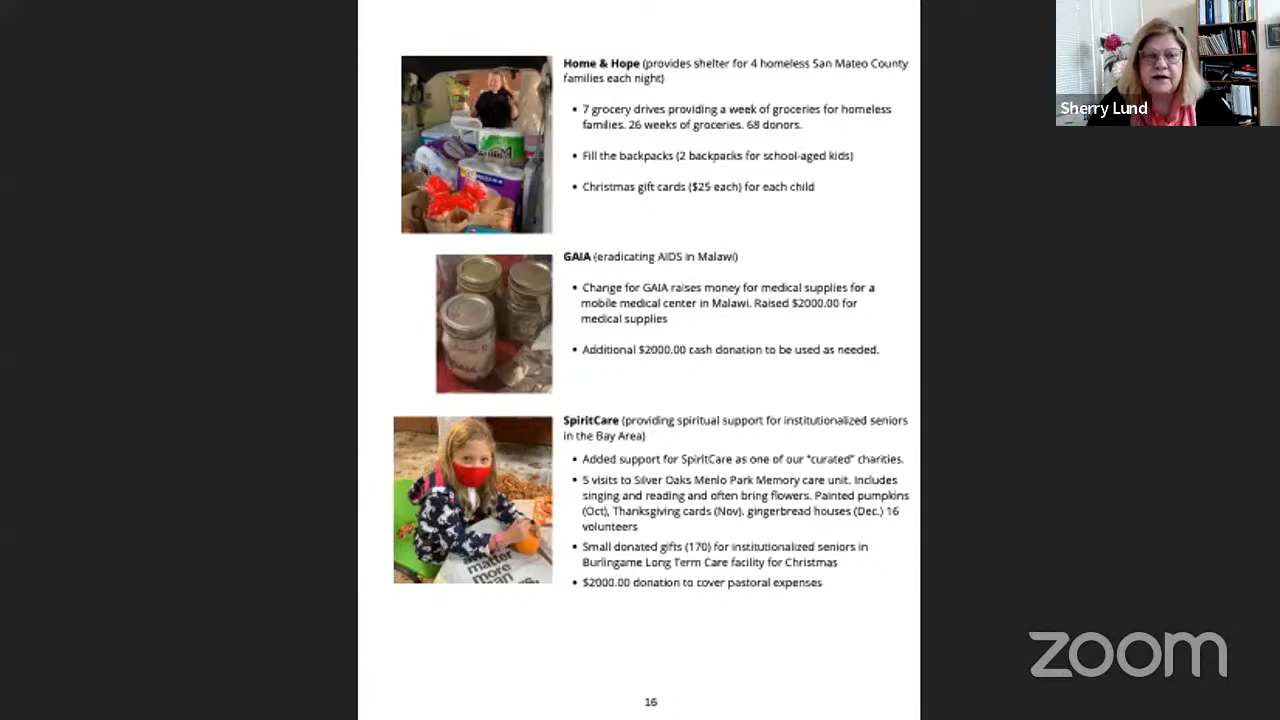 Home & Hope (provides shelter for 4 homeless San Mateo County
families each night)
• 7 grocery drives providing a week of groceries for homeless
families. 26 weeks of groceries. 68 donors.
• Fill the backpacks (2 backpacks for school-aged kids)
• Christmas gift cards ($25 each) for each child
GAIA (eradicating AIDS in Malawi)
• Change for GAIA raises money for medical supplies for a
mobile medical center in Malawi. Raised $2000.00 for
medical supplies
• Additional $2000.00 cash donation to be used as needed.
GAIA
SpiritCare (providing spiritual support for institutionalized seniors
in the Bay Area)
• Added support for SpiritCare as one of our "curated" charities.
• 5 visits to Silver Oaks Menlo Park Memory care unit. Includes
singing and reading and often bring flowers. Painted pumpkins
(Oct), Thanksgiving cards (Nov), gingerbread houses (Dec.) 16
volunteers
• Small donated gifts (170) for institutionalized seniors in
Burlingame Long Term Care facility for Christmas
• $2000.00 donation to cover pastoral expenses
matter
more
16
Sherry Lund
zoom